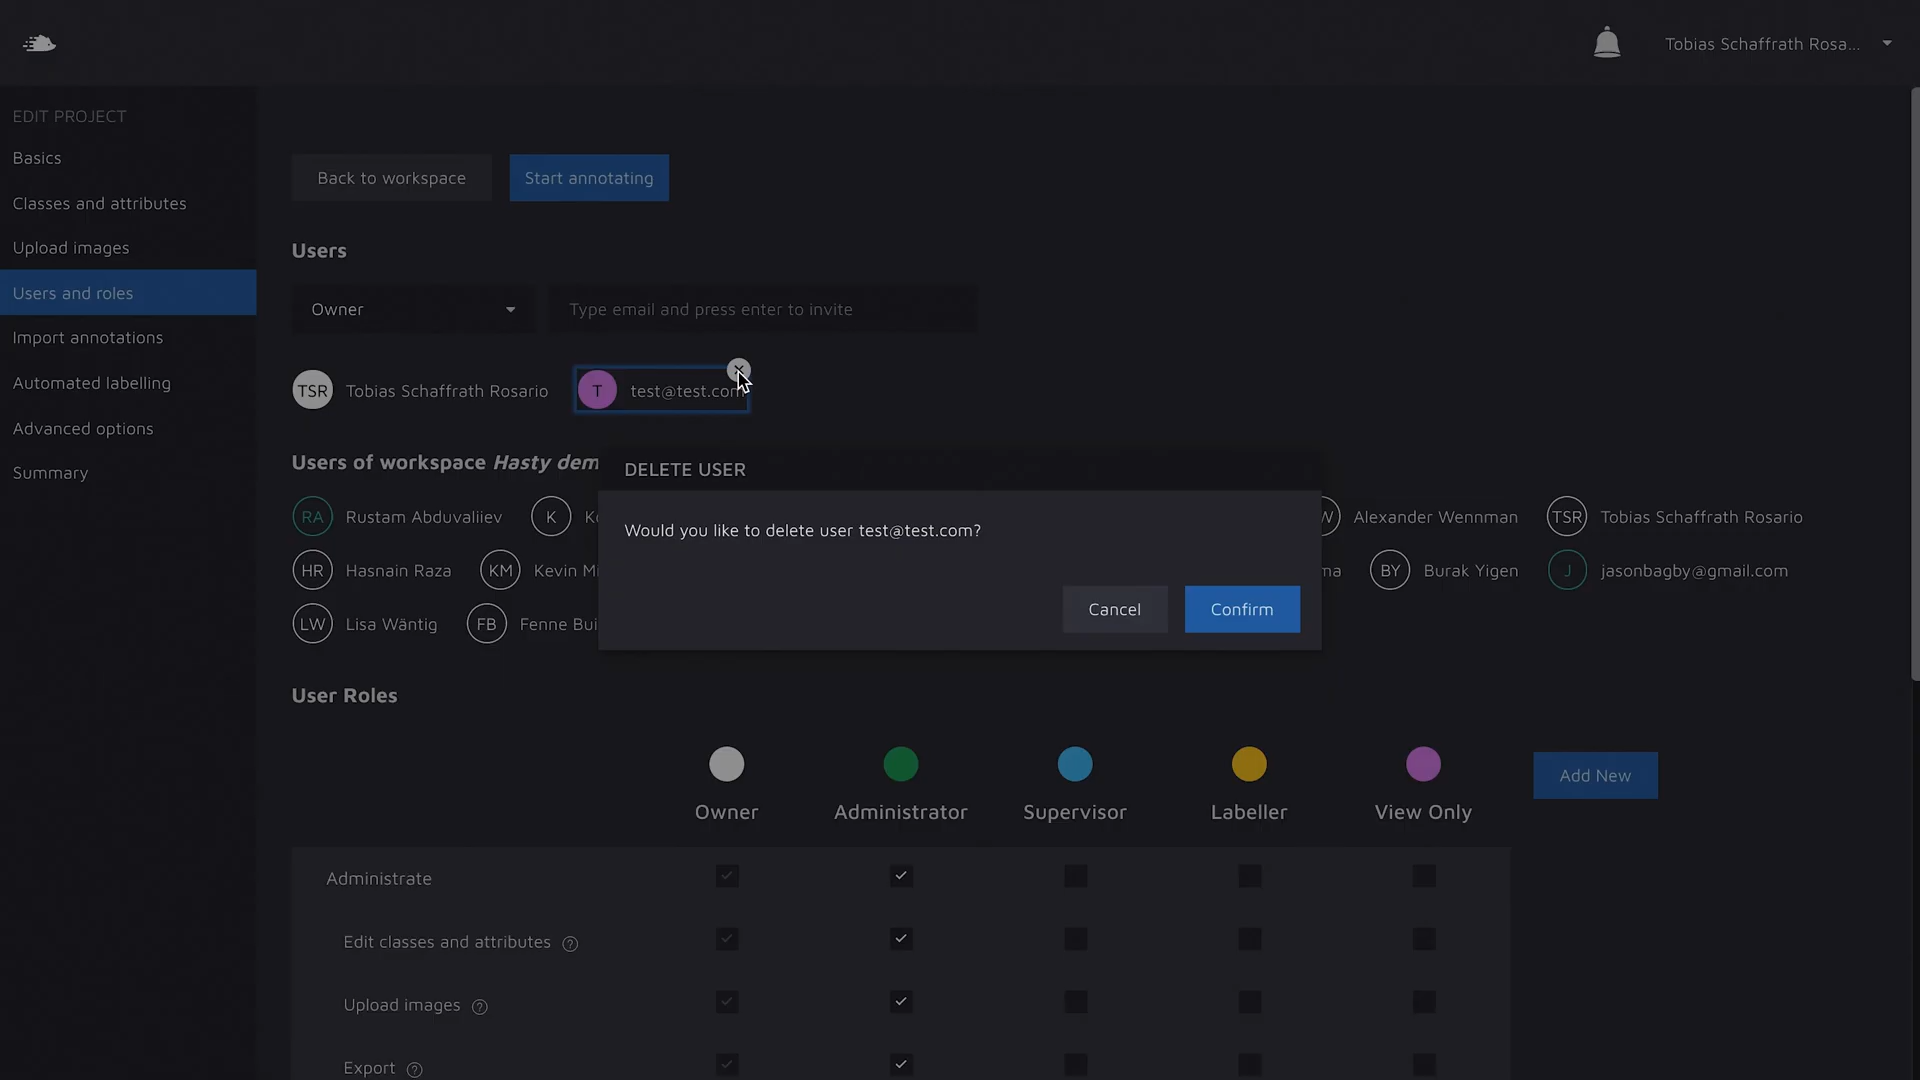 Tobias Schaffrath Rosa...
EDIT PROJECT
Basics
Classes and attributes
Upload images
Users and roles
Import annotations
Automated labelling
Advanced options
Summary
Back to workspace
Start annotating
Users
Owner
Type email and press enter to invite
TSR Tobias Schaffrath Rosario
T test@test.com
Users of workspace Hasty dem
RA Rustam Abduvaliiev
K
Alexander Wennman
TSR Tobias Schaffrath Rosario
HR Hasnain Raza
KM Kevin Mi
ma
BY Burak Yigen
J jasonbagby@gmail.com
LW Lisa Wäntig
FB Fenne Bui
DELETE USER
Would you like to delete user test@test.com?
Cancel
Confirm
User Roles
Owner
Administrator
Supervisor
Labeller
View Only
Add New
Administrate
Edit classes and attributes ?
Upload images ?
Export ?